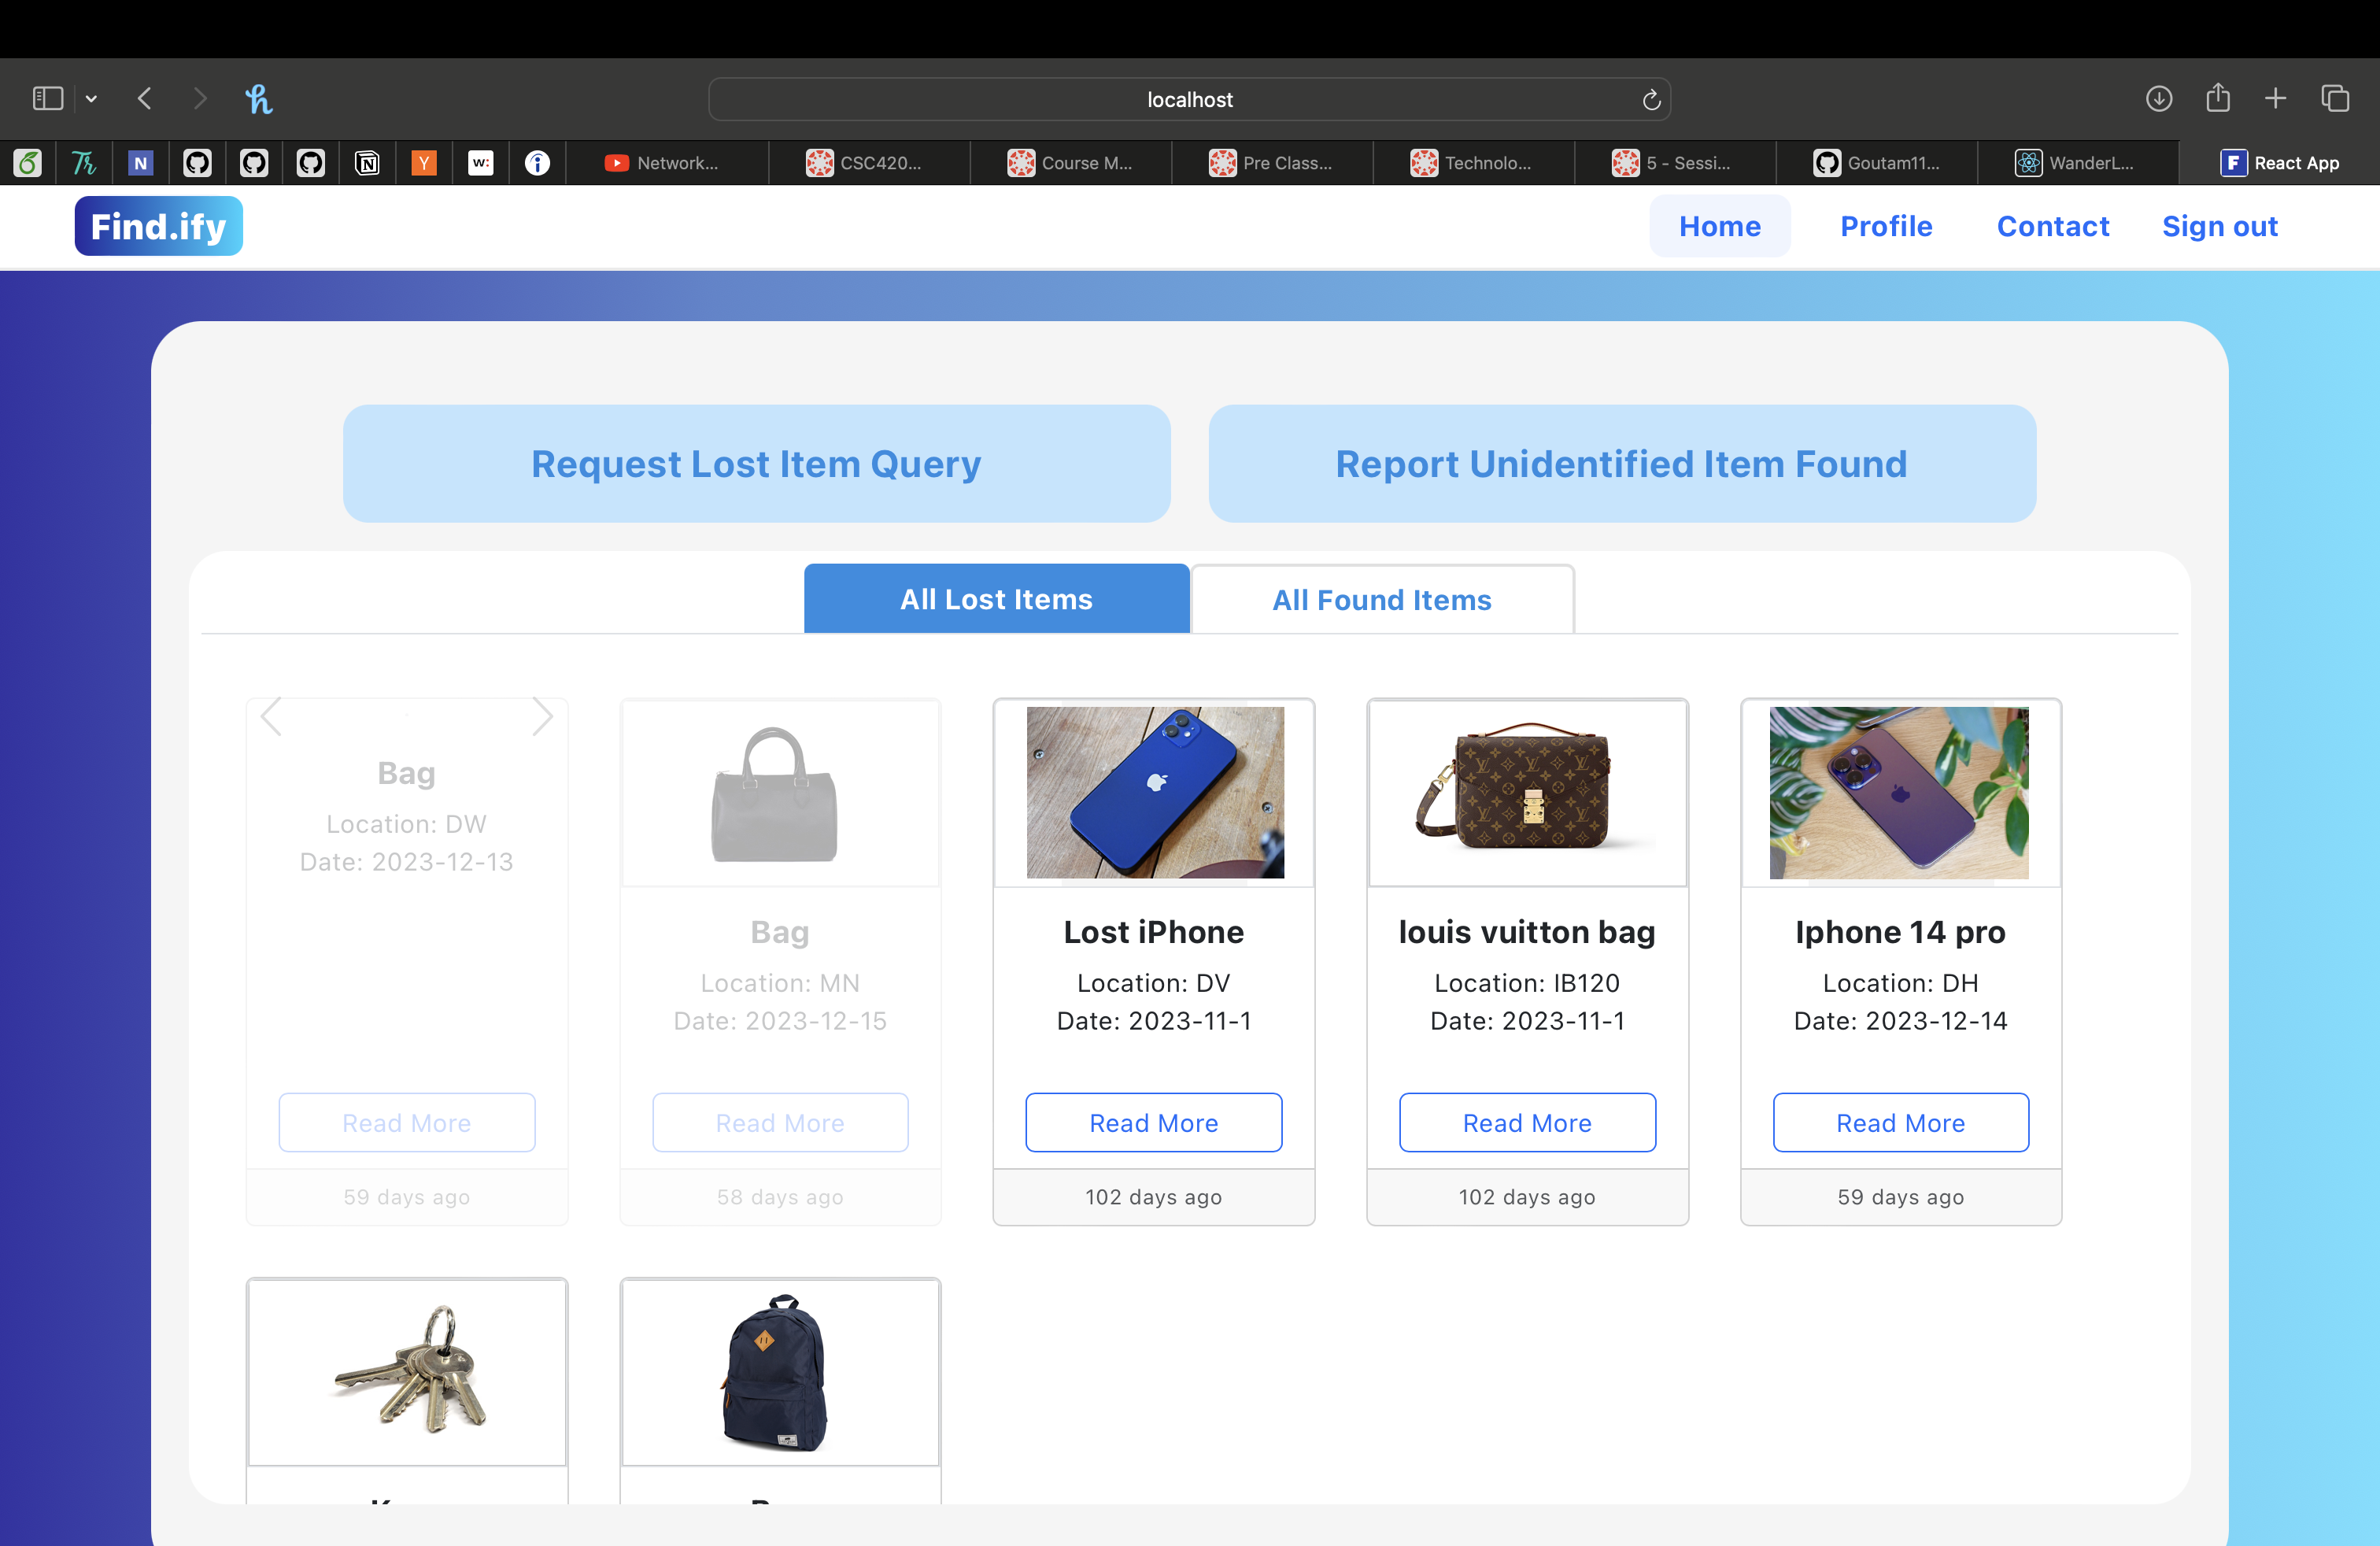 localhost
Network...
CSC420...
Course M...
Pre Class...
Technolo...
5 - Sessi...
Goutam11...
WanderL...
React App
Find.ify
Home
Profile
Contact
Sign out
Request Lost Item Query
Report Unidentified Item Found
All Lost Items
All Found Items
Bag
Location: DW
Date: 2023-12-13
Read More
59 days ago
Bag
Location: MN
Date: 2023-12-15
Read More
58 days ago
Lost iPhone
Location: DV
Date: 2023-11-1
Read More
102 days ago
louis vuitton bag
Location: IB120
Date: 2023-11-1
Read More
102 days ago
Iphone 14 pro
Location: DH
Date: 2023-12-14
Read More
59 days ago